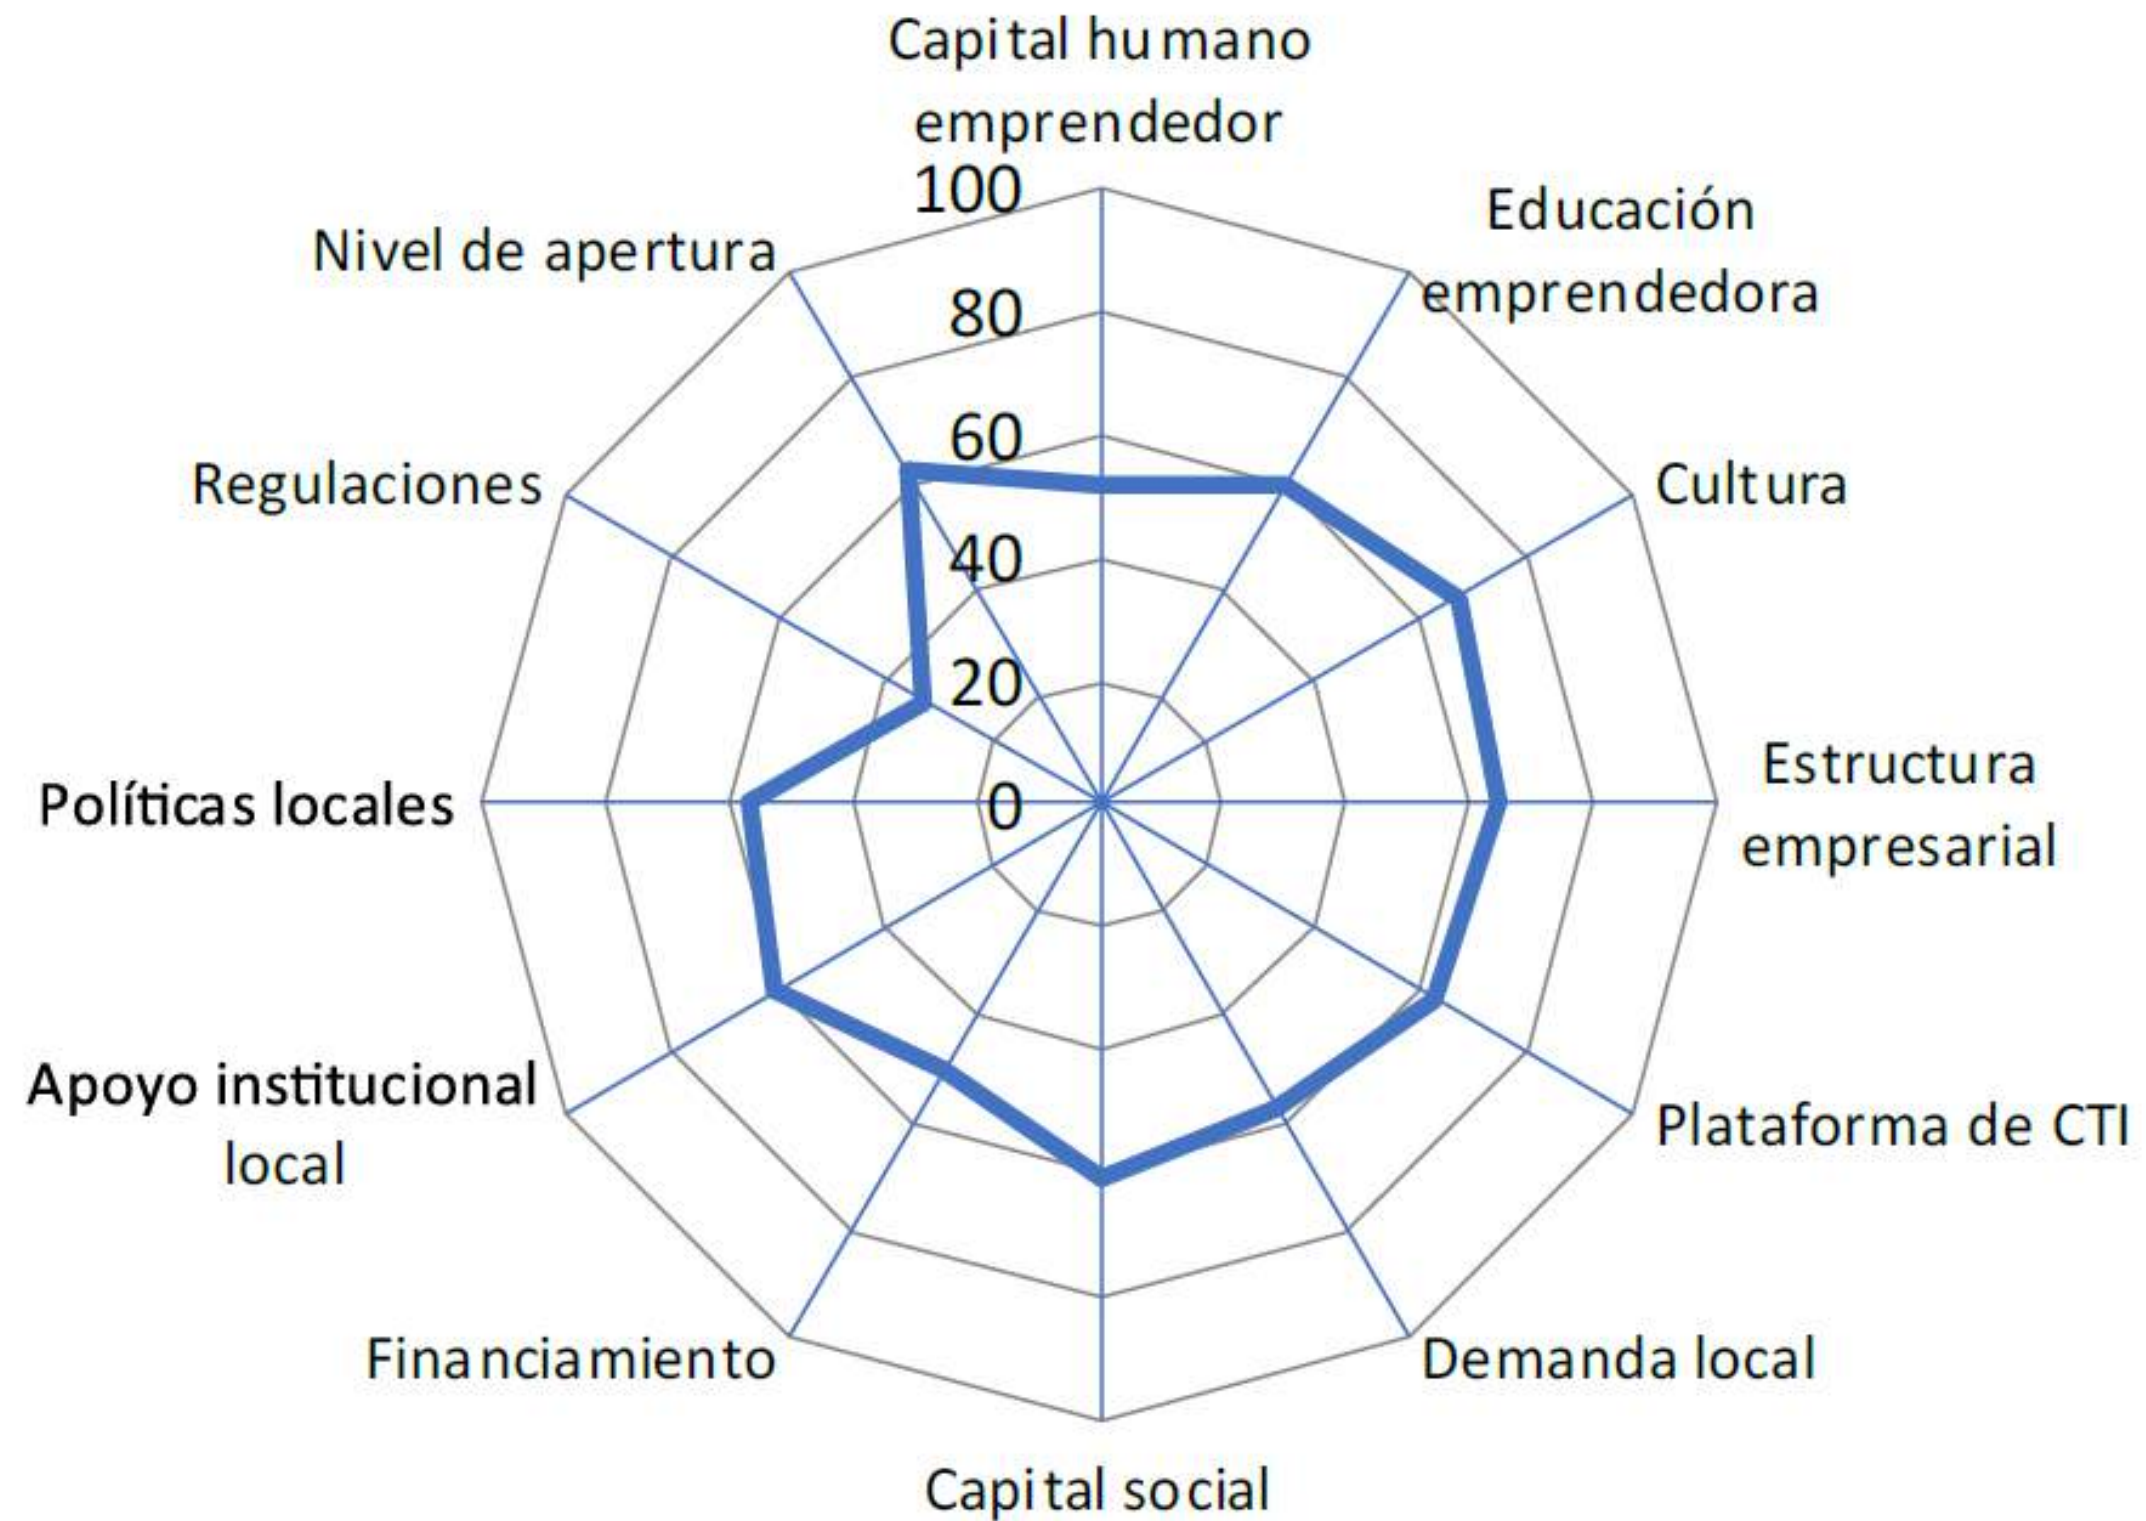 Capital humano
emprendedor
100
80
60
40
20
0
Educación
emprendedora
Cultura
Estructura
empresarial
Plataforma de CTI
Demanda local
Capital social
Financiamiento
Apoyo institucional
local
Políticas locales
Regulaciones
Nivel de apertura